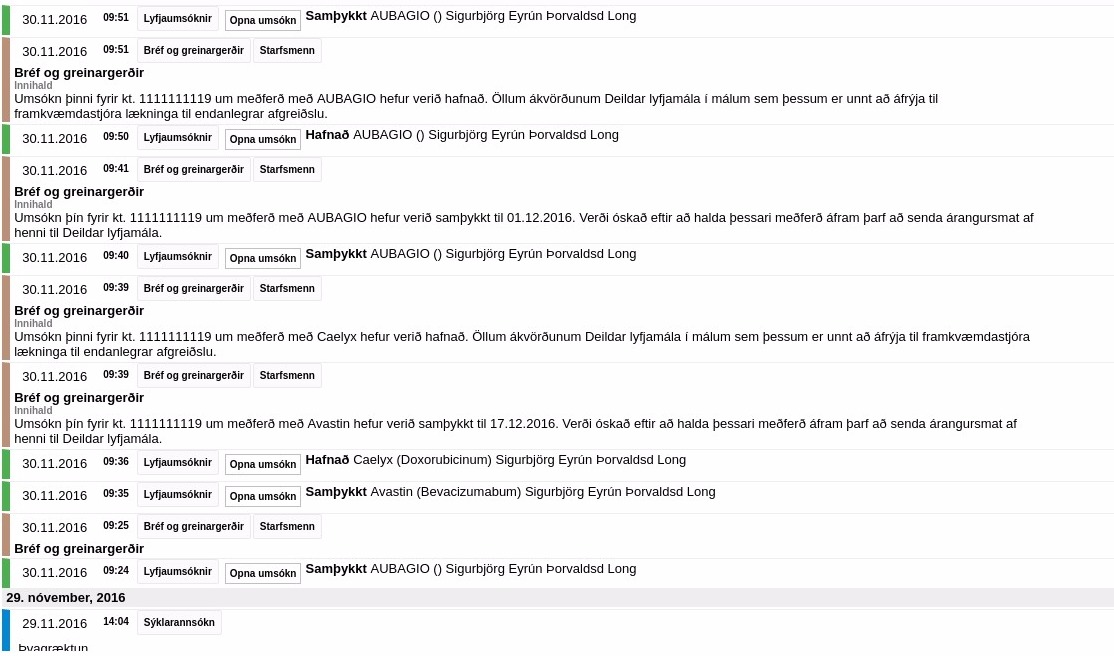 30.11.2016 09:51 Lyfjaumsóknir Opna umsókn Samþykkt AUBAGIO () Sigurbjörg Eyrún Þorvaldsd Long
30.11.2016 09:51 Bréf og greinargerðir Starfsmenn
Bréf og greinargerðir
Innihald
Umsókn þinni fyrir kt. 1111111119 um meðferð með AUBAGIO hefur verið hafnað. Öllum ákvörðunum Deildar lyfjamála í málum sem þessum er unnt að áfrýja til
framkvæmdastjóra lækninga til endanlegrar afgreiðslu.
30.11.2016 09:50 Lyfjaumsóknir Opna umsókn Hafnað AUBAGIO () Sigurbjörg Eyrún Þorvaldsd Long
30.11.2016 09:41 Bréf og greinargerðir Starfsmenn
Bréf og greinargerðir
Innihald
Umsókn þín fyrir kt. 1111111119 um meðferð með AUBAGIO hefur verið samþykkt til 01.12.2016. Verði óskað eftir að halda þessari meðferð áfram þarf að senda árangursmat af
henni til Deildar lyfjamála.
30.11.2016 09:40 Lyfjaumsóknir Opna umsókn Samþykkt AUBAGIO () Sigurbjörg Eyrún Þorvaldsd Long
30.11.2016 09:39 Bréf og greinargerðir Starfsmenn
Bréf og greinargerðir
Innihald
Umsókn þinni fyrir kt. 1111111119 um meðferð með Caelyx hefur verið hafnað. Öllum ákvörðunum Deildar lyfjamála í málum sem þessum er unnt að áfrýja til framkvæmdastjóra
lækninga til endanlegrar afgreiðslu.
30.11.2016 09:39 Bréf og greinargerðir Starfsmenn
Bréf og greinargerðir
Innihald
Umsókn þín fyrir kt. 1111111119 um meðferð með Avastin hefur verið samþykkt til 17.12.2016. Verði óskað eftir að halda þessari meðferð áfram þarf að senda árangursmat af
henni til Deildar lyfjamála.
30.11.2016 09:36 Lyfjaumsóknir Opna umsókn Hafnað Caelyx (Doxorubicinum) Sigurbjörg Eyrún Þorvaldsd Long
30.11.2016 09:35 Lyfjaumsóknir Opna umsókn Samþykkt Avastin (Bevacizumabum) Sigurbjörg Eyrún Þorvaldsd Long
30.11.2016 09:25 Bréf og greinargerðir Starfsmenn
Bréf og greinargerðir
30.11.2016 09:24 Lyfjaumsóknir Opna umsókn Samþykkt AUBAGIO () Sigurbjörg Eyrún Þorvaldsd Long
29. nóvember, 2016
29.11.2016 14:04 Sýklarannsókn
Þvagræktun